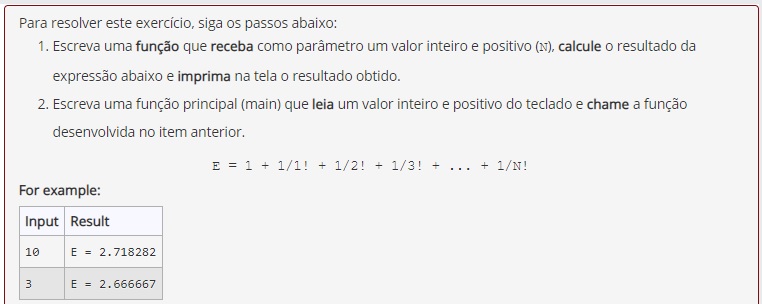 Para resolver este exercício, siga os passos abaixo:
1. Escreva uma função que receba como parâmetro um valor inteiro e positivo (N), calcule o resultado da
expressão abaixo e imprima na tela o resultado obtido.
2. Escreva uma função principal (main) que leia um valor inteiro e positivo do teclado e chame a função
desenvolvida no item anterior.
E = 1 + 1/1! + 1/2! + 1/3! + ... + 1/N!
For example:
Input Result
10 E = 2.718282
3 E = 2.666667